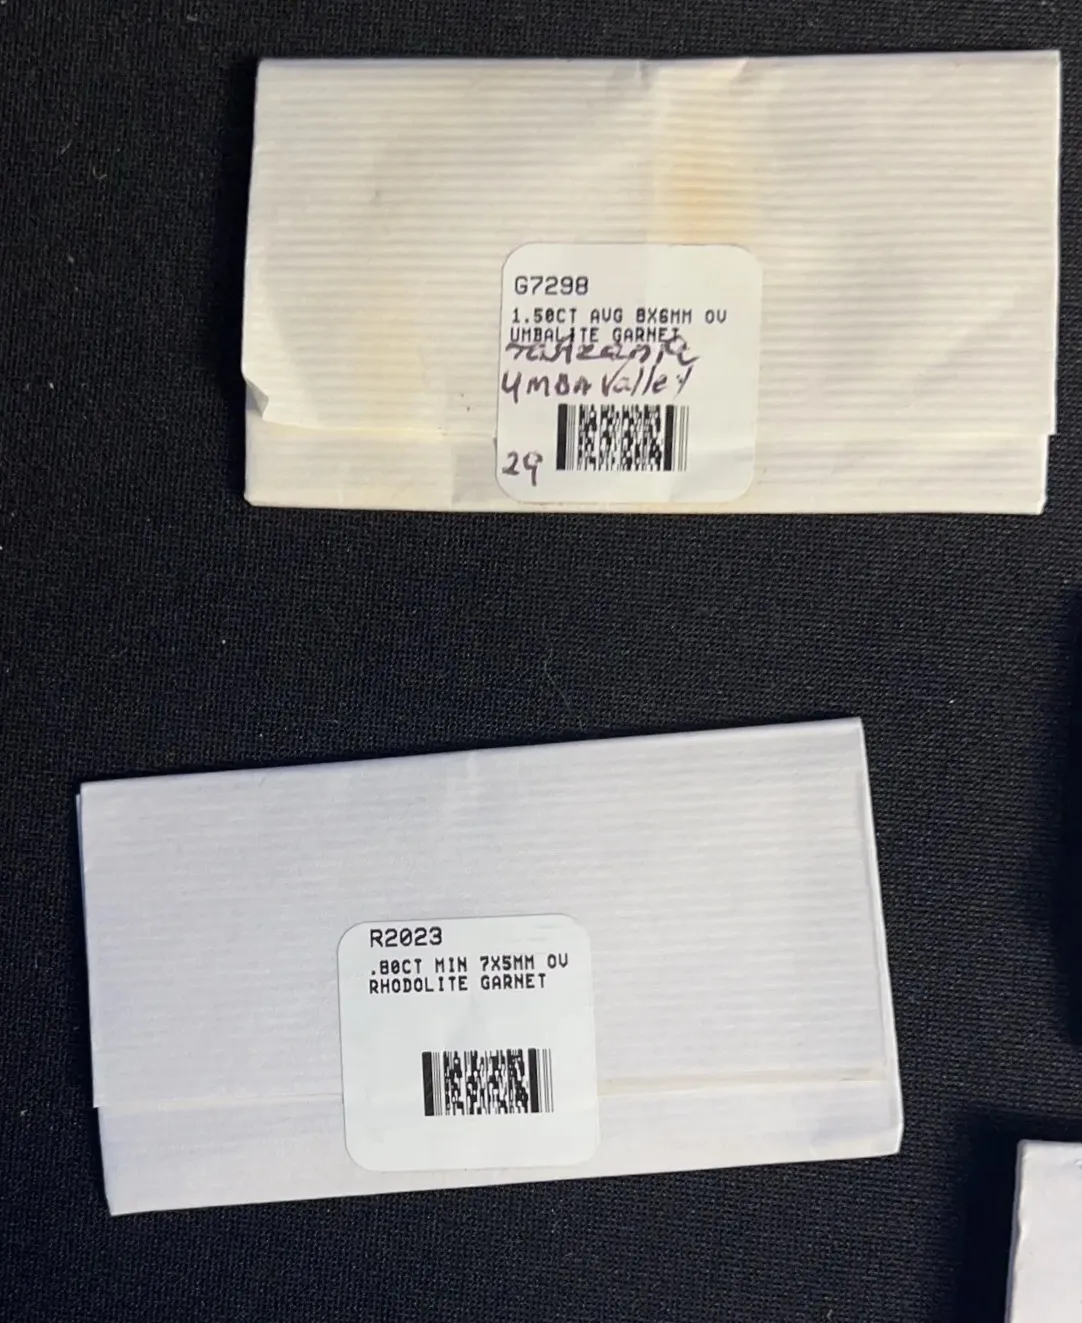 G7298
1.50CT AVG 8X6MM OV
UMBALITE GARNET
Tanzania
UMBA Valley
29
R2023
.80CT MIN 7X5MM OV
RHODOLITE GARNET